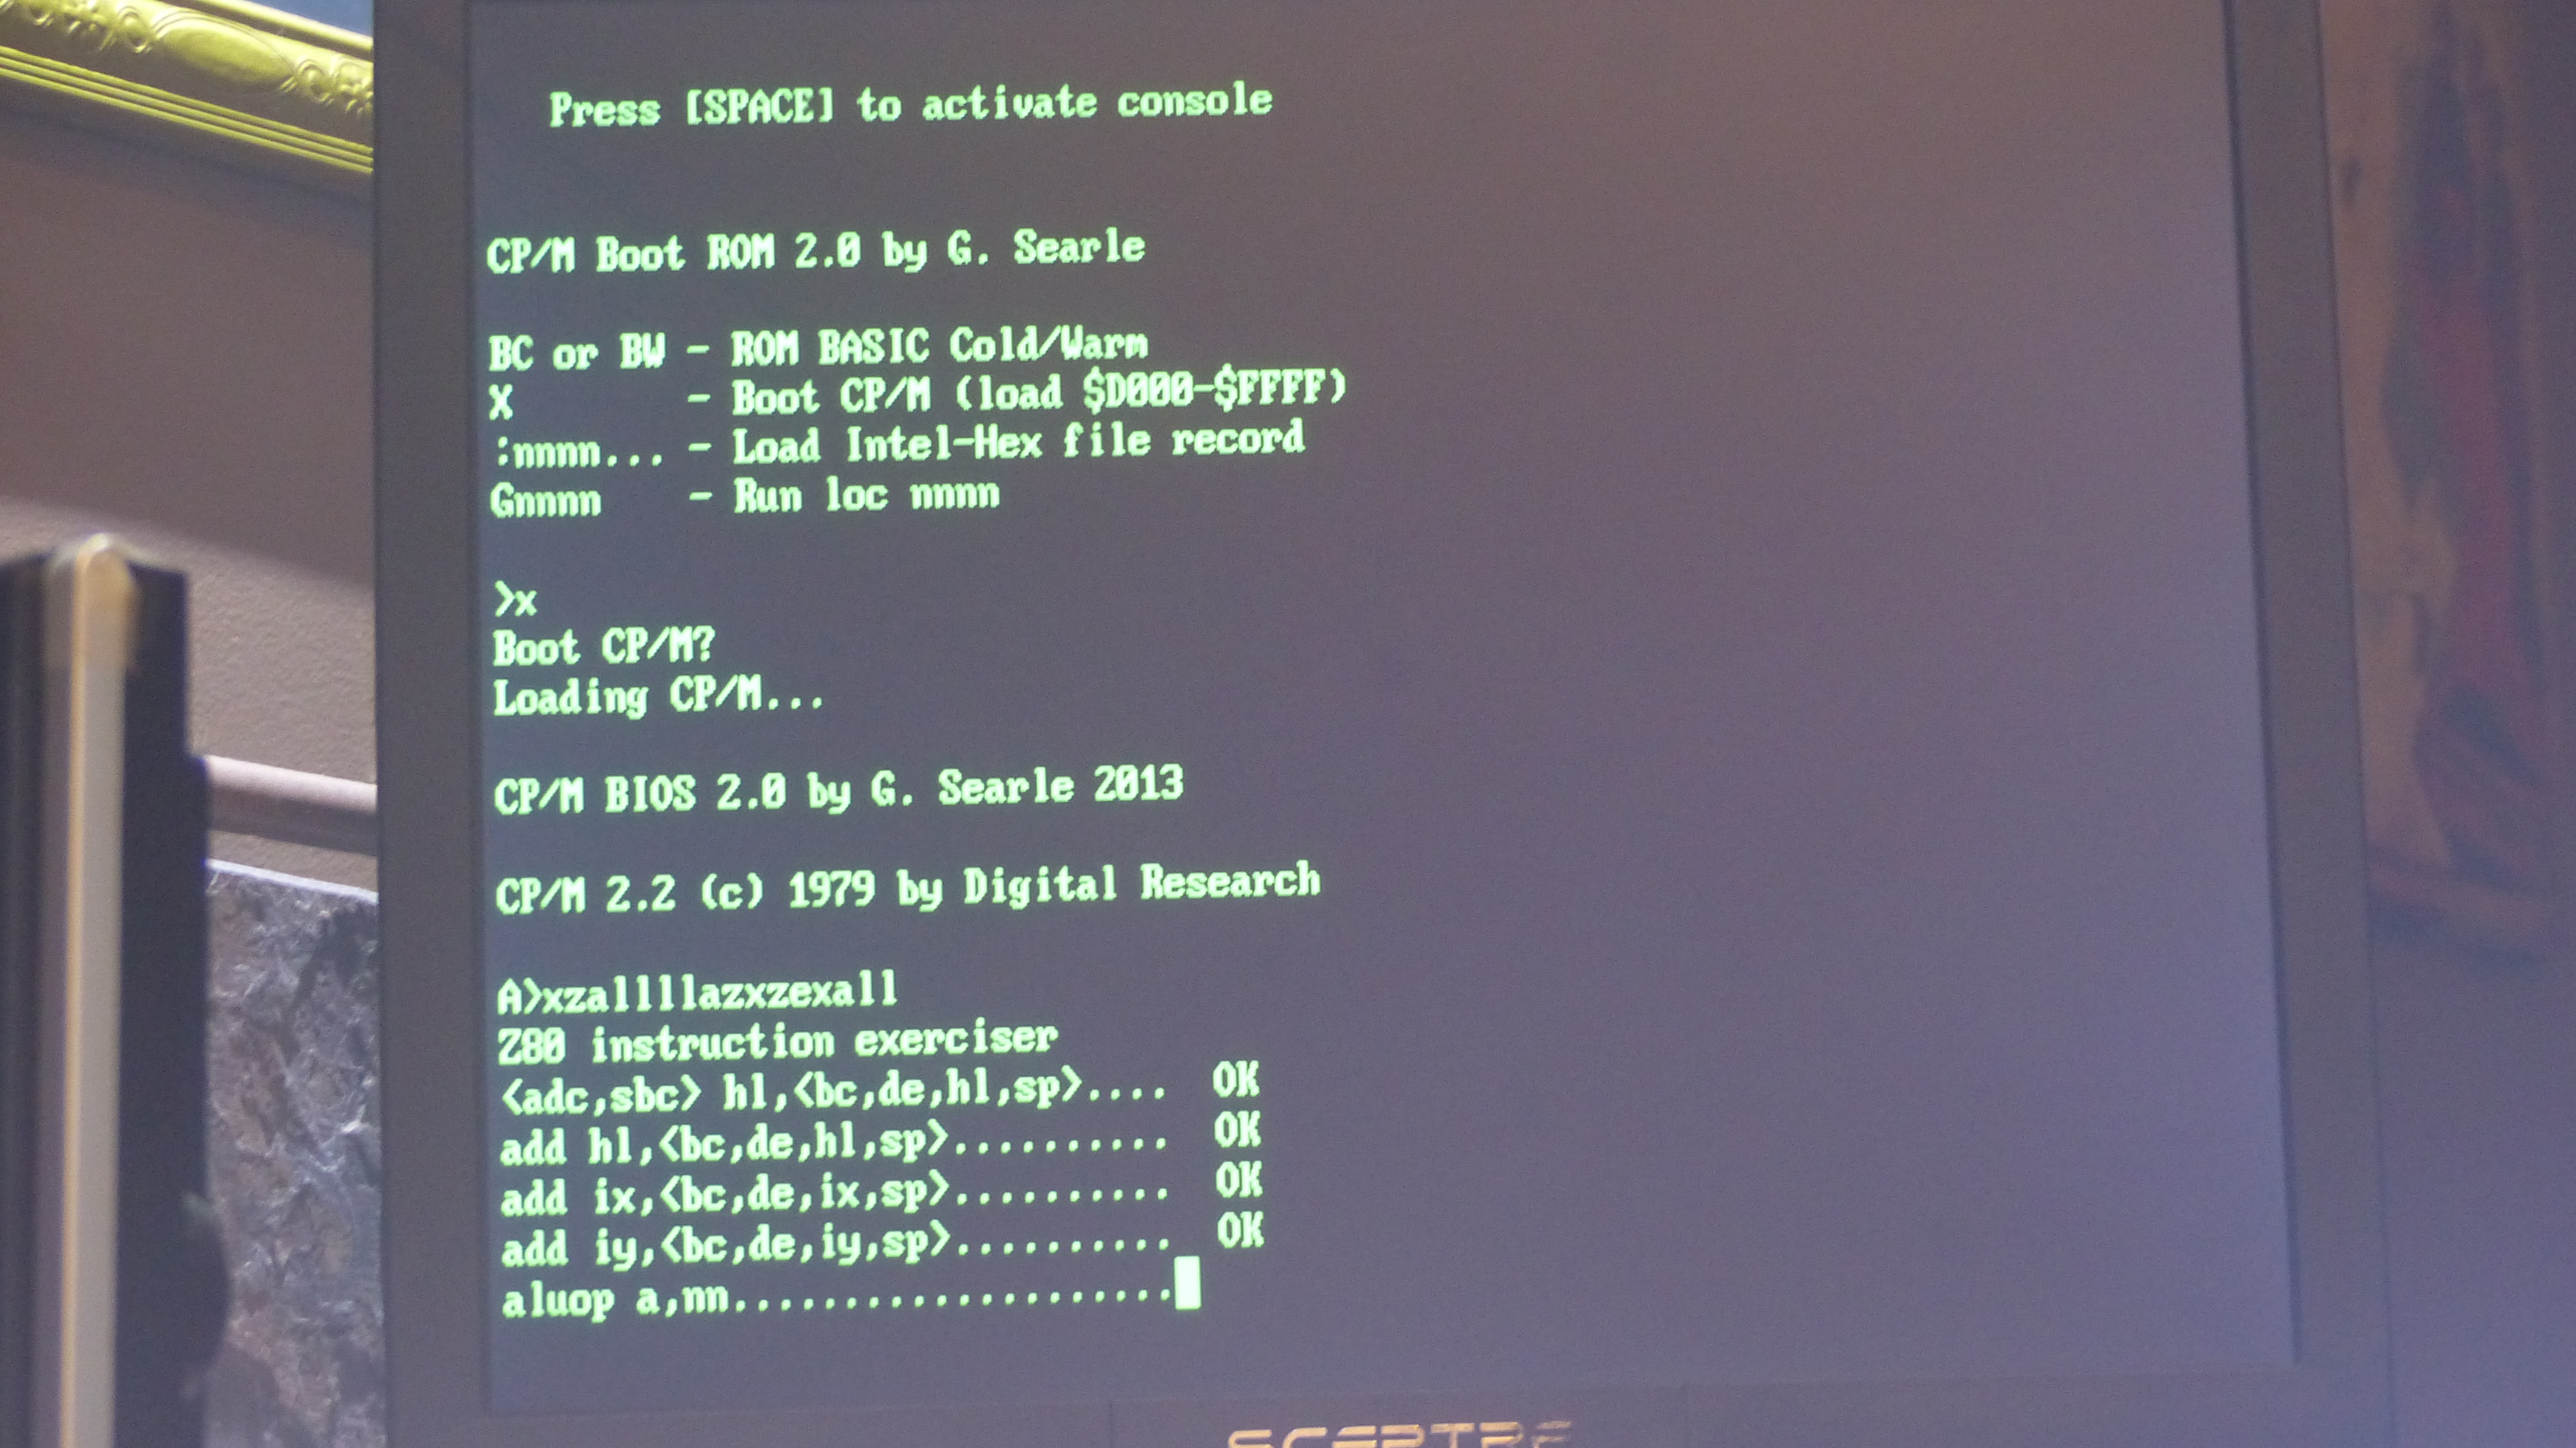 Press [SPACE] to activate console
CP/M Boot ROM 2.0 by G. Searle
BC or BW - ROM BASIC Cold/Warm
X        - Boot CP/M (load $D000-$FFFF)
:nnnn... - Load Intel-Hex file record
Gnnnn    - Run loc nnnn
>x
Boot CP/M?
Loading CP/M...
CP/M BIOS 2.0 by G. Searle 2013
CP/M 2.2 (c) 1979 by Digital Research
A>xzallllazxzexall
Z80 instruction exerciser
<adc,sbc> hl,<bc,de,hl,sp>....  OK
add hl,<bc,de,hl,sp>..........  OK
add ix,<bc,de,ix,sp>..........  OK
add iy,<bc,de,iy,sp>..........  OK
aluop a,nn....................
SCEPTRE